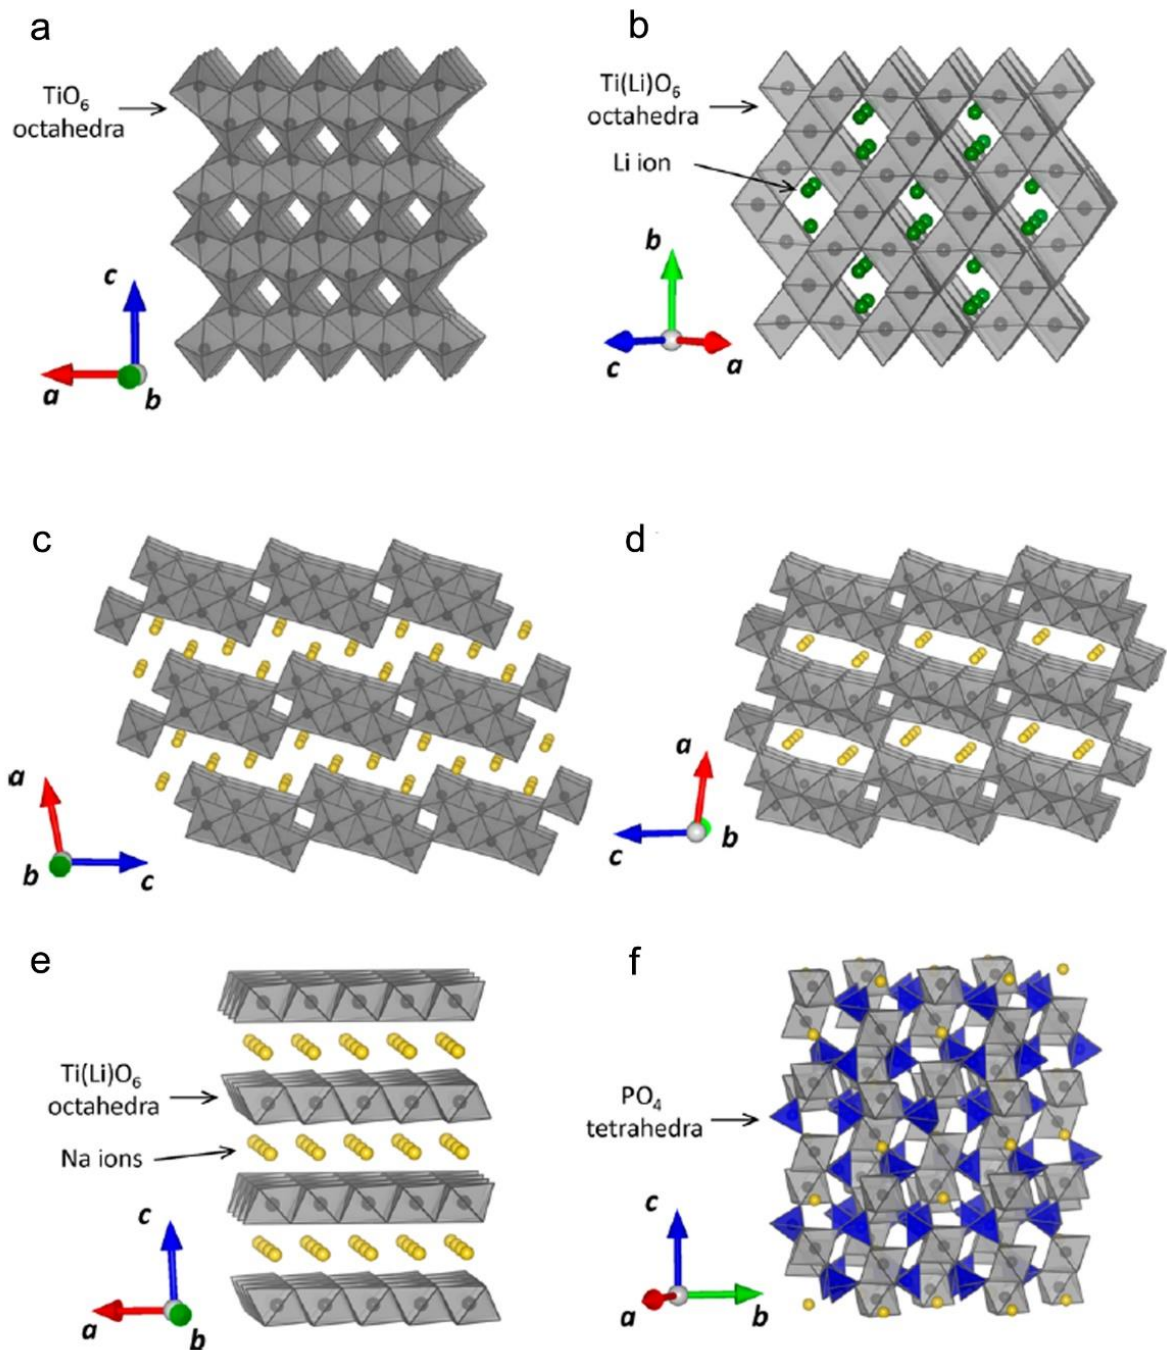 a
TiO₆
octahedra
c
a
b
b
Ti(Li)O₆
octahedra
Li ion
b
c
a
c
a
b
c
d
a
c
b
e
Ti(Li)O₆
octahedra
Na ions
c
a
b
f
PO₄
tetrahedra
c
a
b